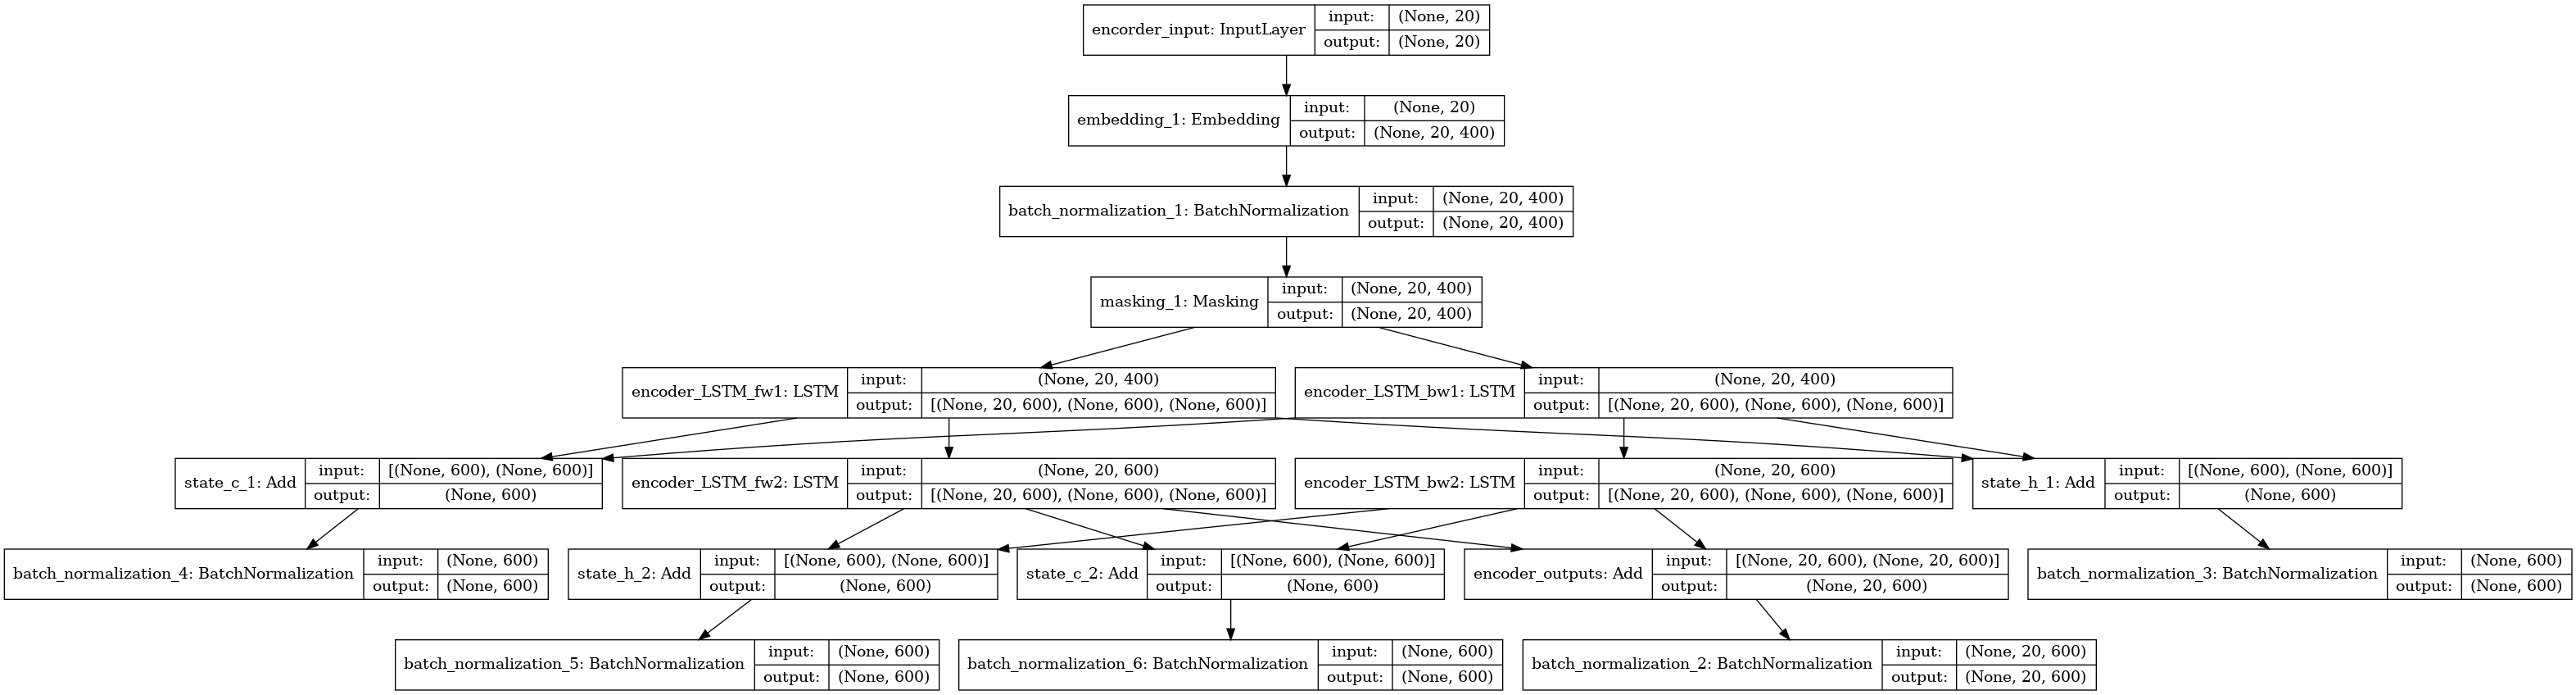 encorder_input: InputLayer
input: (None, 20)
output: (None, 20)
embedding_1: Embedding
input: (None, 20)
output: (None, 20, 400)
batch_normalization_1: BatchNormalization
input: (None, 20, 400)
output: (None, 20, 400)
masking_1: Masking
input: (None, 20, 400)
output: (None, 20, 400)
encoder_LSTM_fw1: LSTM
input: (None, 20, 400)
output: [(None, 20, 600), (None, 600), (None, 600)]
encoder_LSTM_bw1: LSTM
input: (None, 20, 400)
output: [(None, 20, 600), (None, 600), (None, 600)]
state_c_1: Add
input: [(None, 600), (None, 600)]
output: (None, 600)
encoder_LSTM_fw2: LSTM
input: (None, 20, 600)
output: [(None, 20, 600), (None, 600), (None, 600)]
encoder_LSTM_bw2: LSTM
input: (None, 20, 600)
output: [(None, 20, 600), (None, 600), (None, 600)]
state_h_1: Add
input: [(None, 600), (None, 600)]
output: (None, 600)
batch_normalization_4: BatchNormalization
input: (None, 600)
output: (None, 600)
state_h_2: Add
input: [(None, 600), (None, 600)]
output: (None, 600)
state_c_2: Add
input: [(None, 600), (None, 600)]
output: (None, 600)
encoder_outputs: Add
input: [(None, 20, 600), (None, 20, 600)]
output: (None, 20, 600)
batch_normalization_3: BatchNormalization
input: (None, 600)
output: (None, 600)
batch_normalization_5: BatchNormalization
input: (None, 600)
output: (None, 600)
batch_normalization_6: BatchNormalization
input: (None, 600)
output: (None, 600)
batch_normalization_2: BatchNormalization
input: (None, 20, 600)
output: (None, 20, 600)